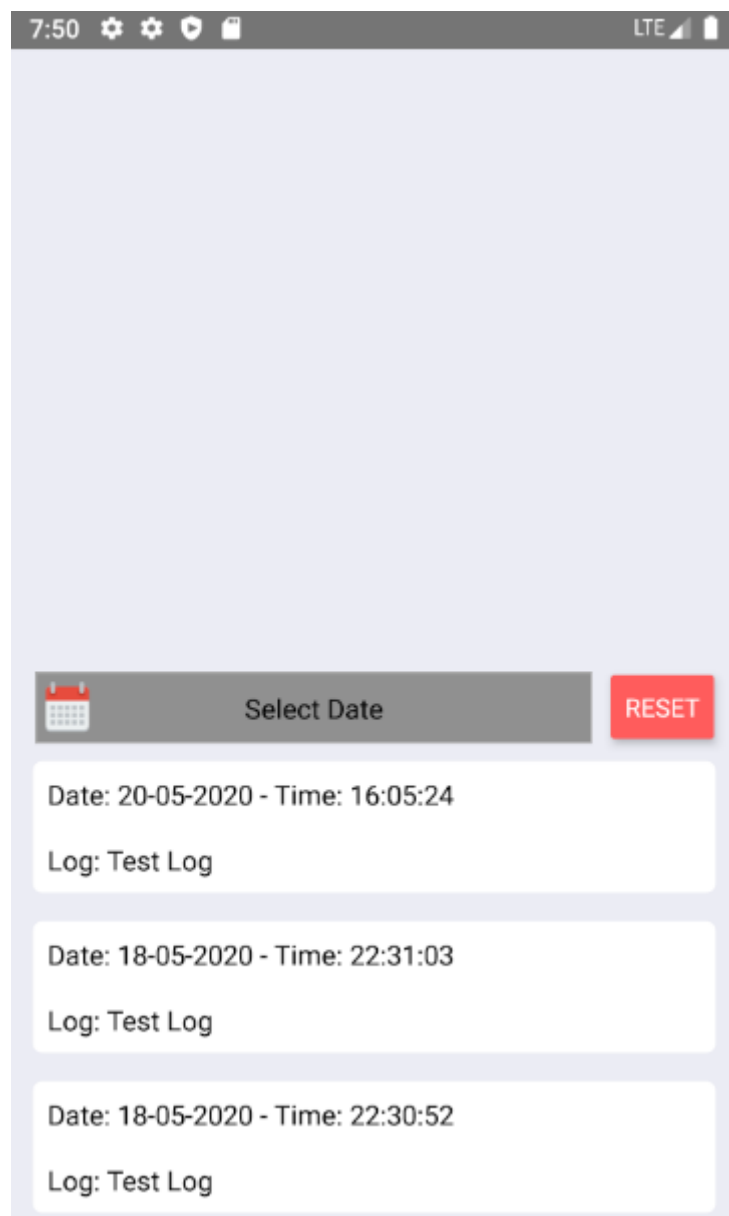 7:50 LTE
Select Date
RESET
Date: 20-05-2020 - Time: 16:05:24
Log: Test Log
Date: 18-05-2020 - Time: 22:31:03
Log: Test Log
Date: 18-05-2020 - Time: 22:30:52
Log: Test Log